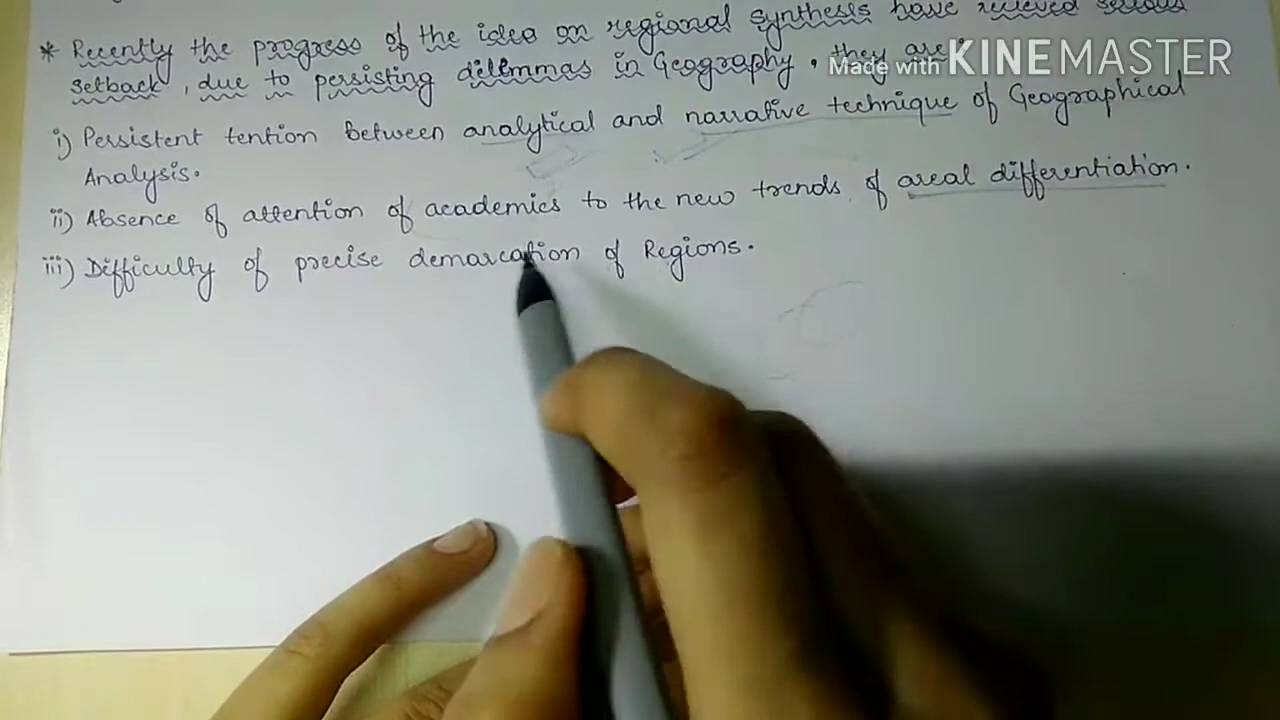 * Recently the progress of the idea on regional synthesis have recieved serious
setback, due to persisting dilemmas in Geography. they are
Made with KINEMASTER
i) Persistent tention between analytical and narrative technique of Geographical
Analysis.
ii) Absence of attention of academics to the new trends of areal differentiation.
iii) Difficulty of precise demarcation of Regions.